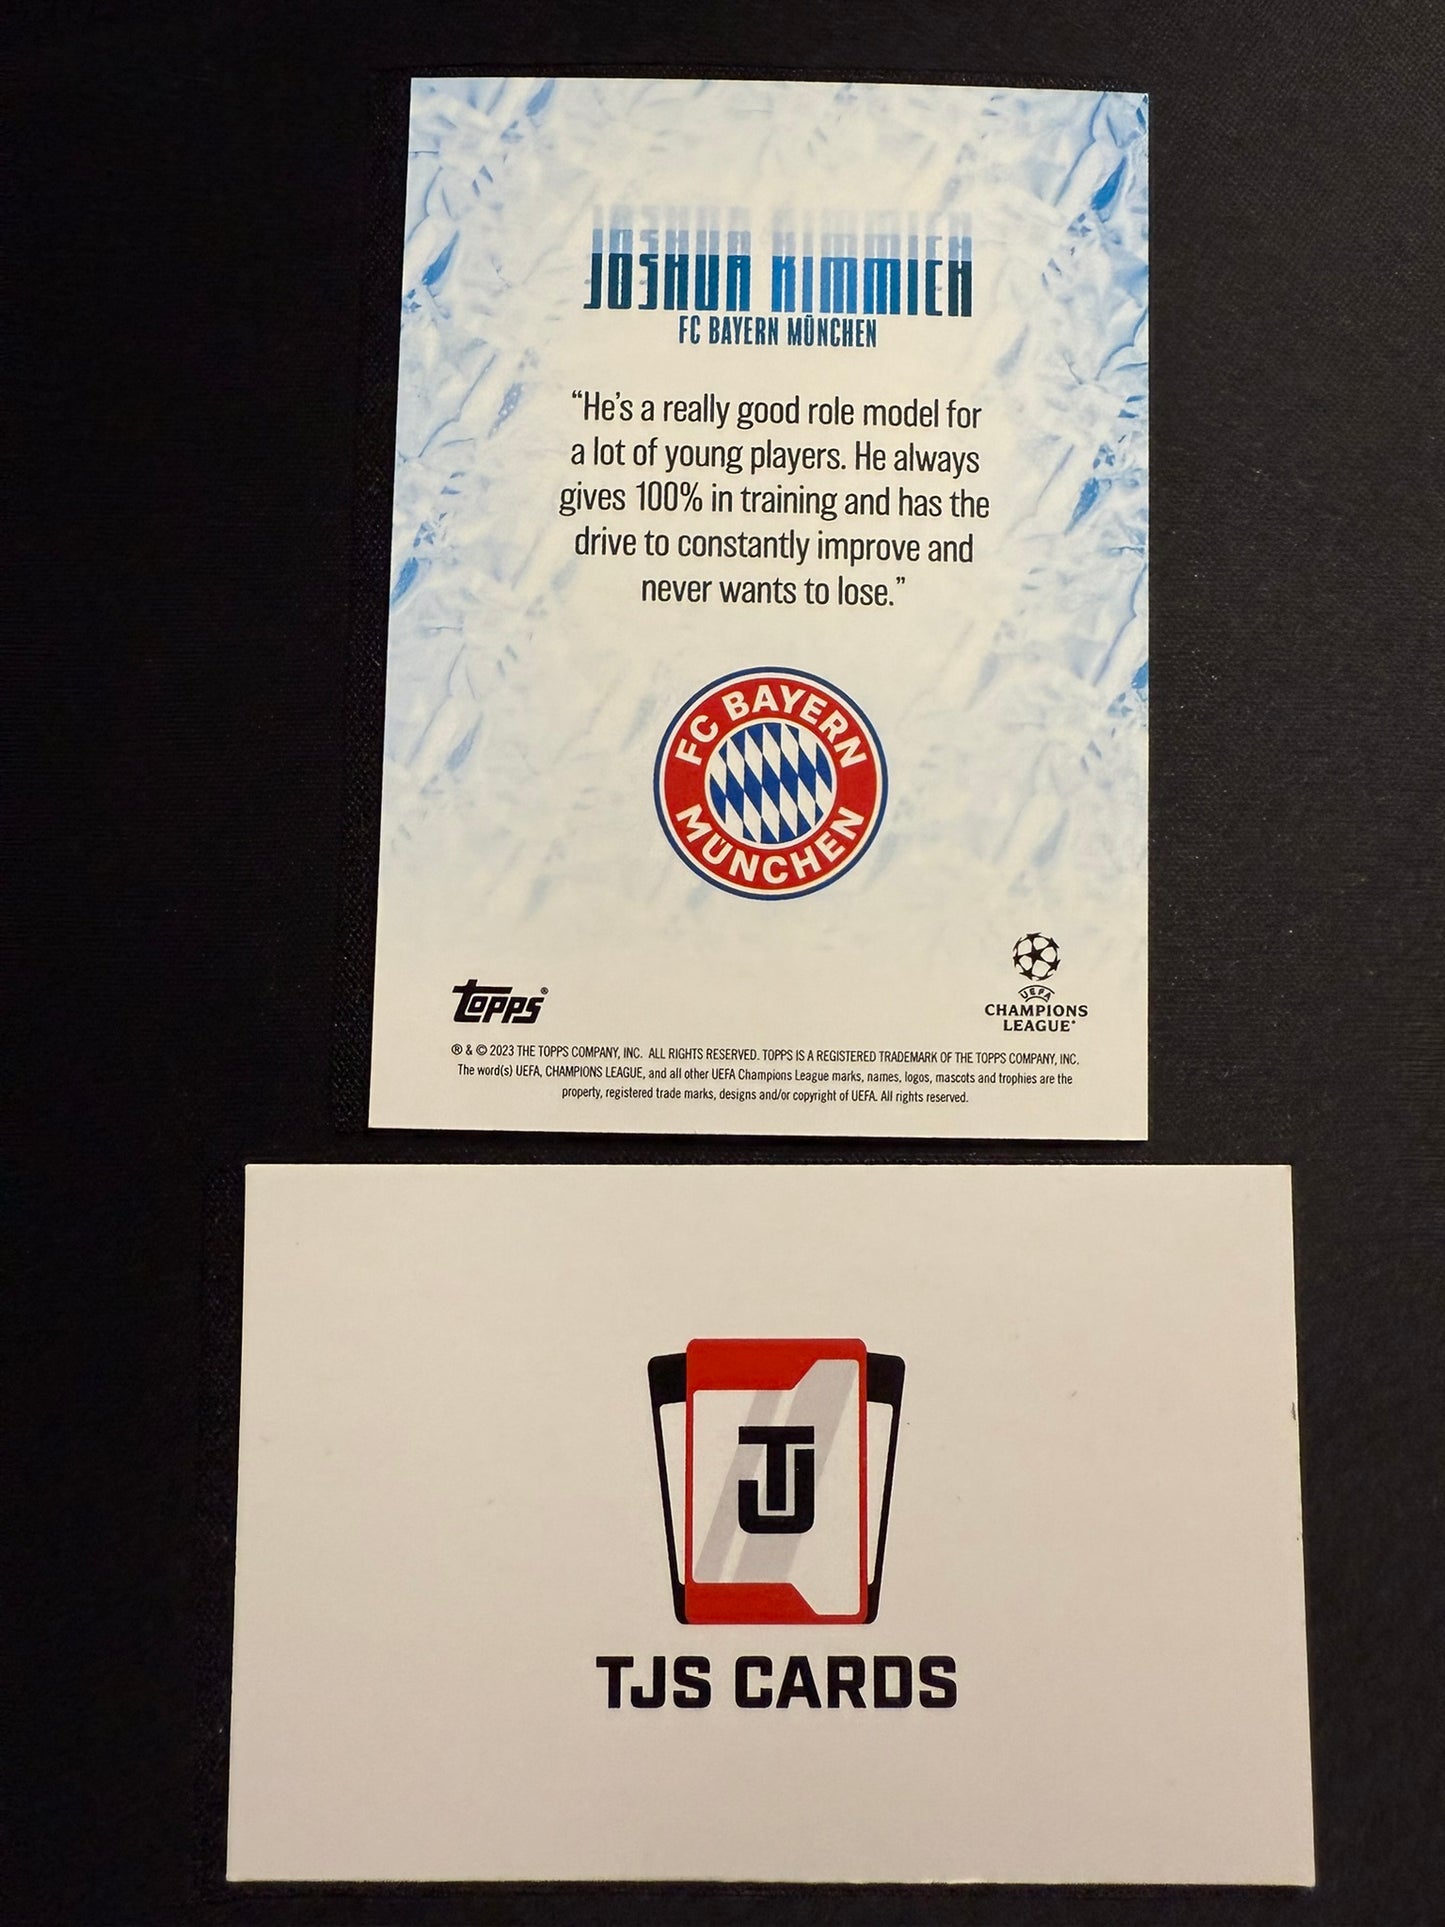 JOSHUA KIMMICH
FC BAYERN MÜNCHEN
“He’s a really good role model for
a lot of young players. He always
gives 100% in training and has the
drive to constantly improve and
never wants to lose.”
FC BAYERN
MÜNCHEN
Topps®
UEFA
CHAMPIONS
LEAGUE®
® & © 2023 THE TOPPS COMPANY, INC. ALL RIGHTS RESERVED. TOPPS IS A REGISTERED TRADEMARK OF THE TOPPS COMPANY, INC.
The word(s) UEFA, CHAMPIONS LEAGUE, and all other UEFA Champions League marks, names, logos, mascots and trophies are the
property, registered trade marks, designs and/or copyright of UEFA. All rights reserved.
TJ
TJS CARDS